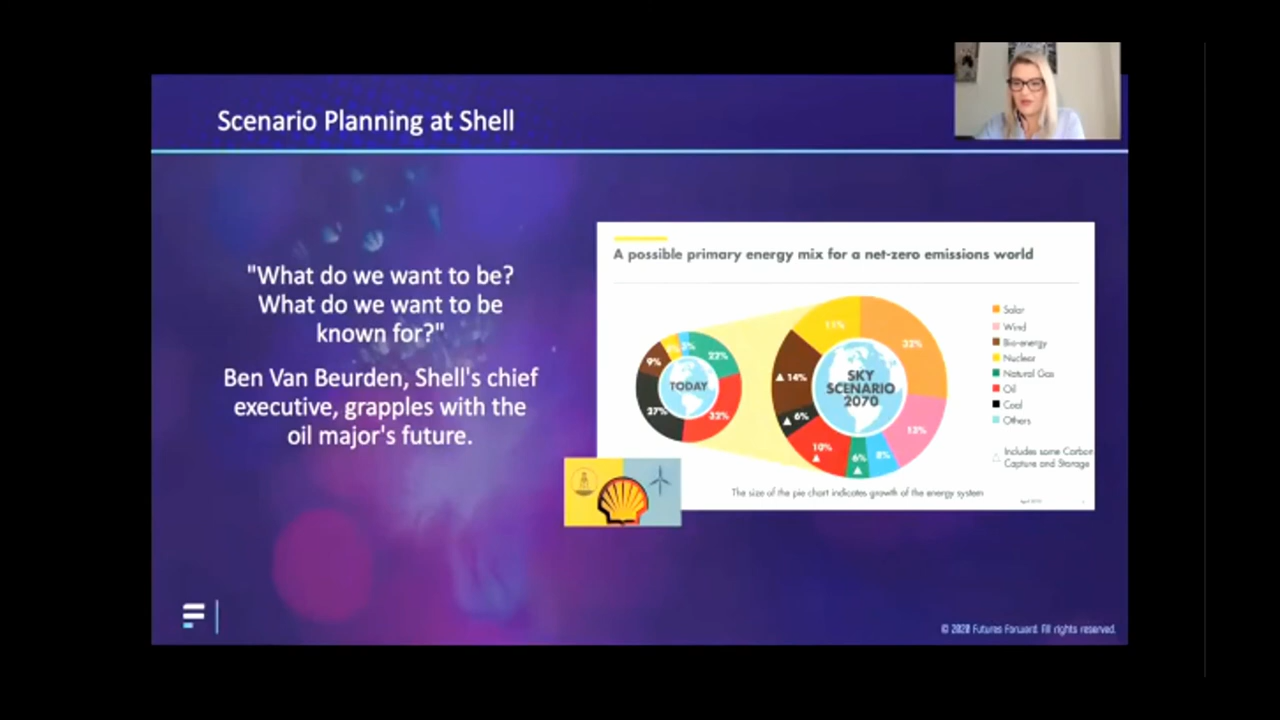 Scenario Planning at Shell
"What do we want to be?
What do we want to be
known for?"
Ben Van Beurden, Shell's chief
executive, grapples with the
oil major's future.
A possible primary energy mix for a net-zero emissions world
9%
22%
27%
32%
TODAY
11%
32%
14%
6%
10%
6%
8%
13%
SKY
SCENARIO
2070
Solar
Wind
Bio-energy
Nuclear
Natural Gas
Oil
Coal
Others
Includes some Carbon
Capture and Storage
The size of the pie chart indicates growth of the energy system
© 2020 Futures Forward. All rights reserved.